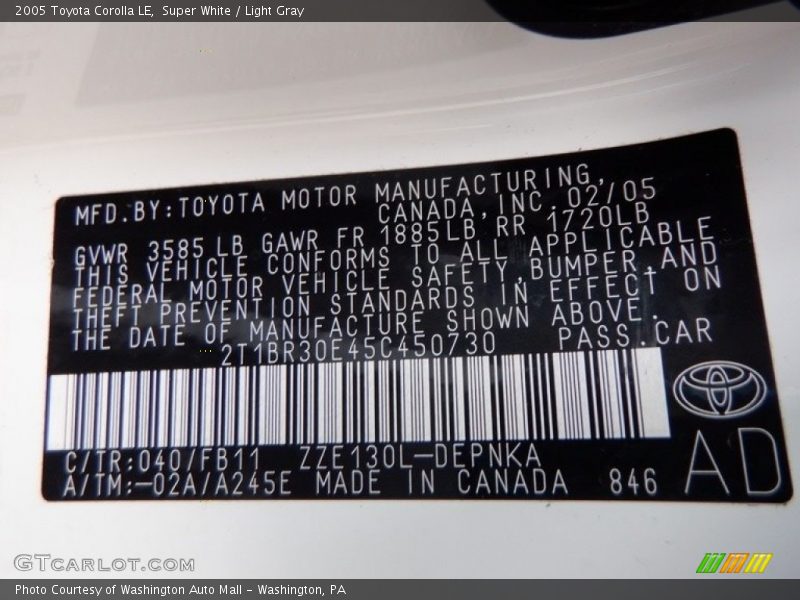 2005 Toyota Corolla LE, Super White / Light Gray
MFD.BY:TOYOTA MOTOR MANUFACTURING,
CANADA, INC. 02/05
GVWR 3585 LB GAWR FR 1885LB RR 1720LB
THIS VEHICLE CONFORMS TO ALL APPLICABLE
FEDERAL MOTOR VEHICLE SAFETY, BUMPER, AND
THEFT PREVENTION STANDARDS IN EFFECT ON
THE DATE OF MANUFACTURE SHOWN ABOVE.
2T1BR30E45C450730 PASS.CAR
C/TR:040/FB11 ZZE130L-DEPNKA
A/TM:-02A/A245E MADE IN CANADA 846 AD
GTCARLOT.COM
Photo Courtesy of Washington Auto Mall - Washington, PA